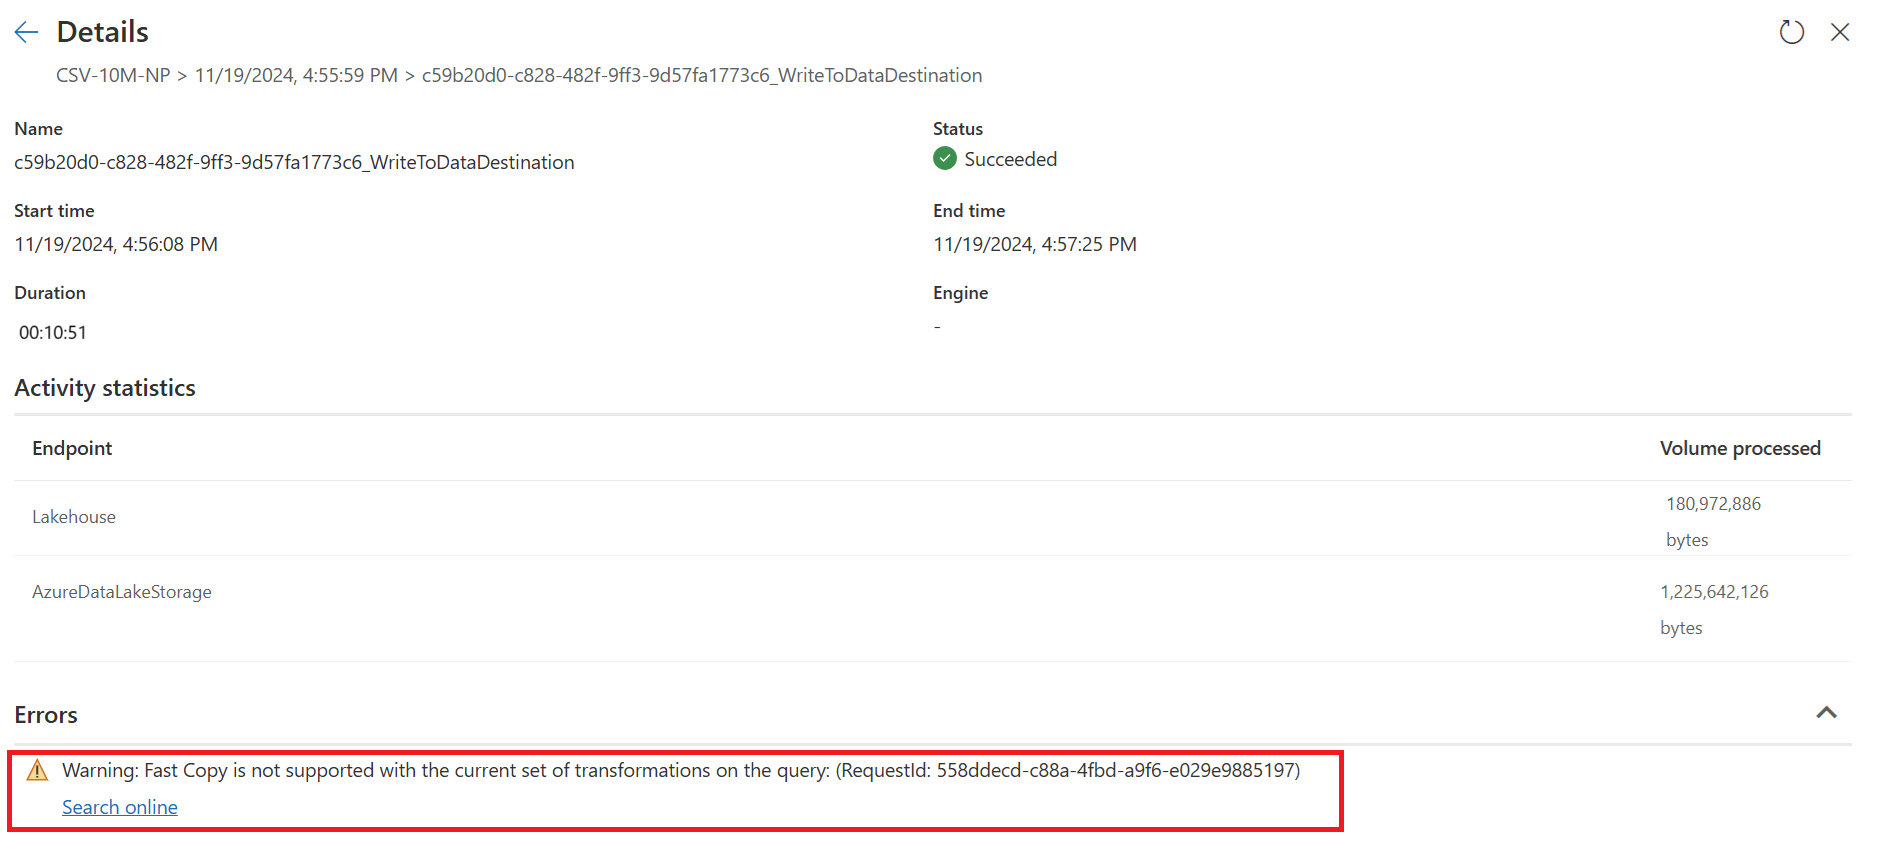 Details
CSV-10M-NP > 11/19/2024, 4:55:59 PM > c59b20d0-c828-482f-9ff3-9d57fa1773c6_WriteToDataDestination
Name
c59b20d0-c828-482f-9ff3-9d57fa1773c6_WriteToDataDestination
Status
Succeeded
Start time
11/19/2024, 4:56:08 PM
End time
11/19/2024, 4:57:25 PM
Duration
00:10:51
Engine
-
Activity statistics
Endpoint Volume processed
Lakehouse 180,972,886
bytes
AzureDataLakeStorage 1,225,642,126
bytes
Errors
Warning: Fast Copy is not supported with the current set of transformations on the query: (RequestId: 558ddecd-c88a-4fbd-a9f6-e029e9885197)
Search online